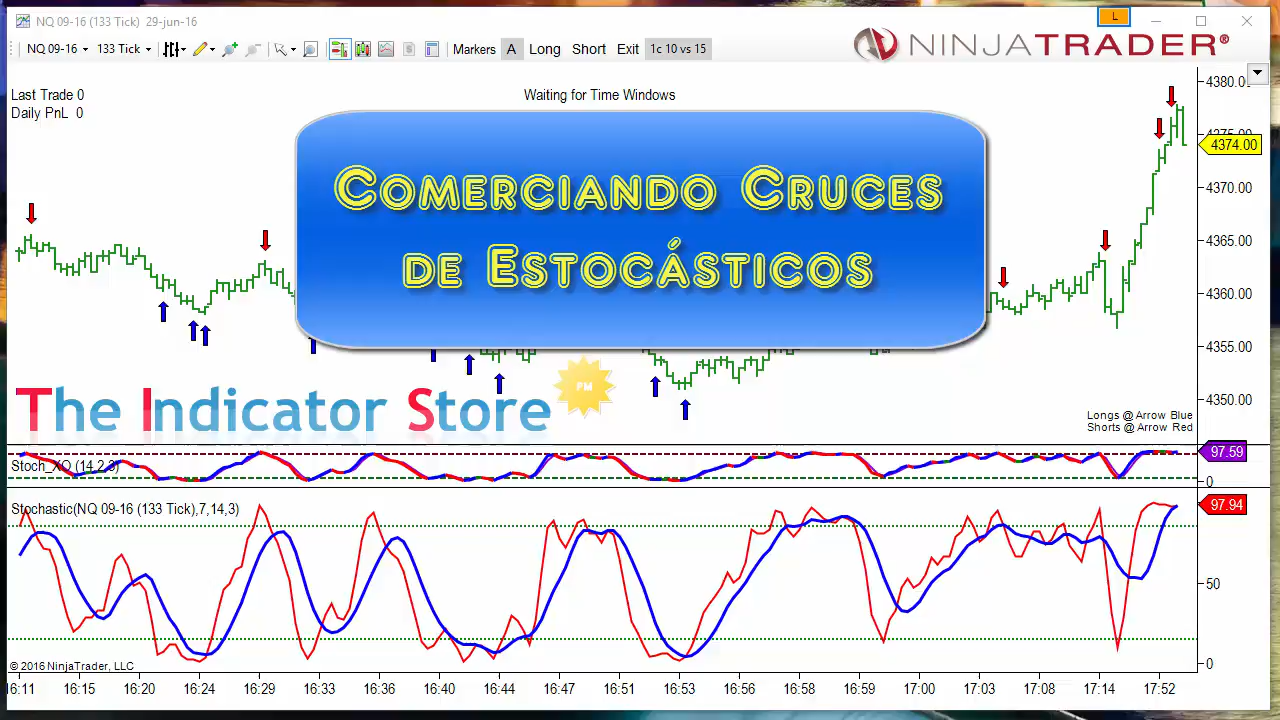 NQ 09-16 (133 Tick) 29-jun-16
L
NQ 09-16 133 Tick Markers A Long Short Exit 1c 10 vs 15
NINJATRADER®
Last Trade 0
Daily PnL 0
Waiting for Time Windows
Comerciando Cruces
de Estocásticos
4380.00
4375.00
4374.00
4370.00
4365.00
4360.00
4355.00
4350.00
The Indicator Store
PM
Longs @ Arrow Blue
Shorts @ Arrow Red
Stoch_XO (14,2,3)
97.59
0
Stochastic(NQ 09-16 (133 Tick),7,14,3)
97.94
50
0
© 2016 NinjaTrader, LLC
16:11 16:15 16:20 16:24 16:29 16:33 16:36 16:40 16:44 16:47 16:51 16:53 16:56 16:58 16:59 17:00 17:03 17:08 17:14 17:52